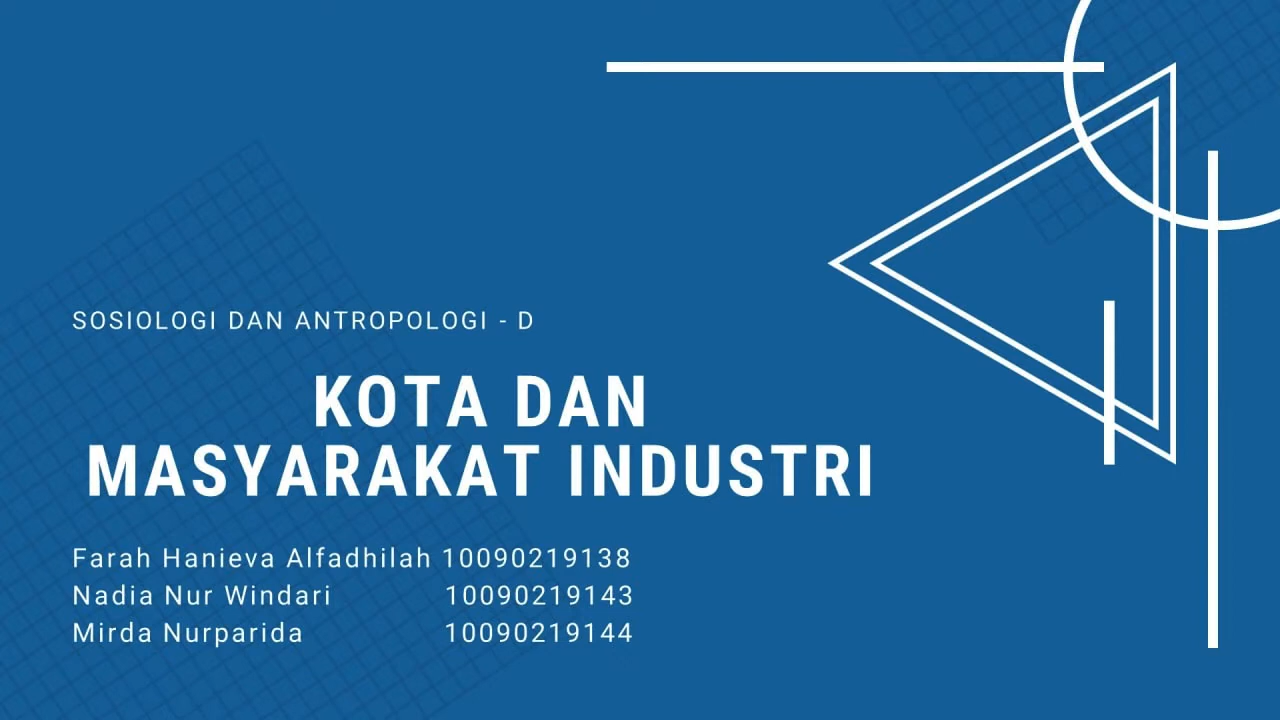 SOSIOLOGI DAN ANTROPOLOGI - D
KOTA DAN
MASYARAKAT INDUSTRI
Farah Hanieva Alfadhilah 10090219138
Nadia Nur Windari 10090219143
Mirda Nurparida 10090219144